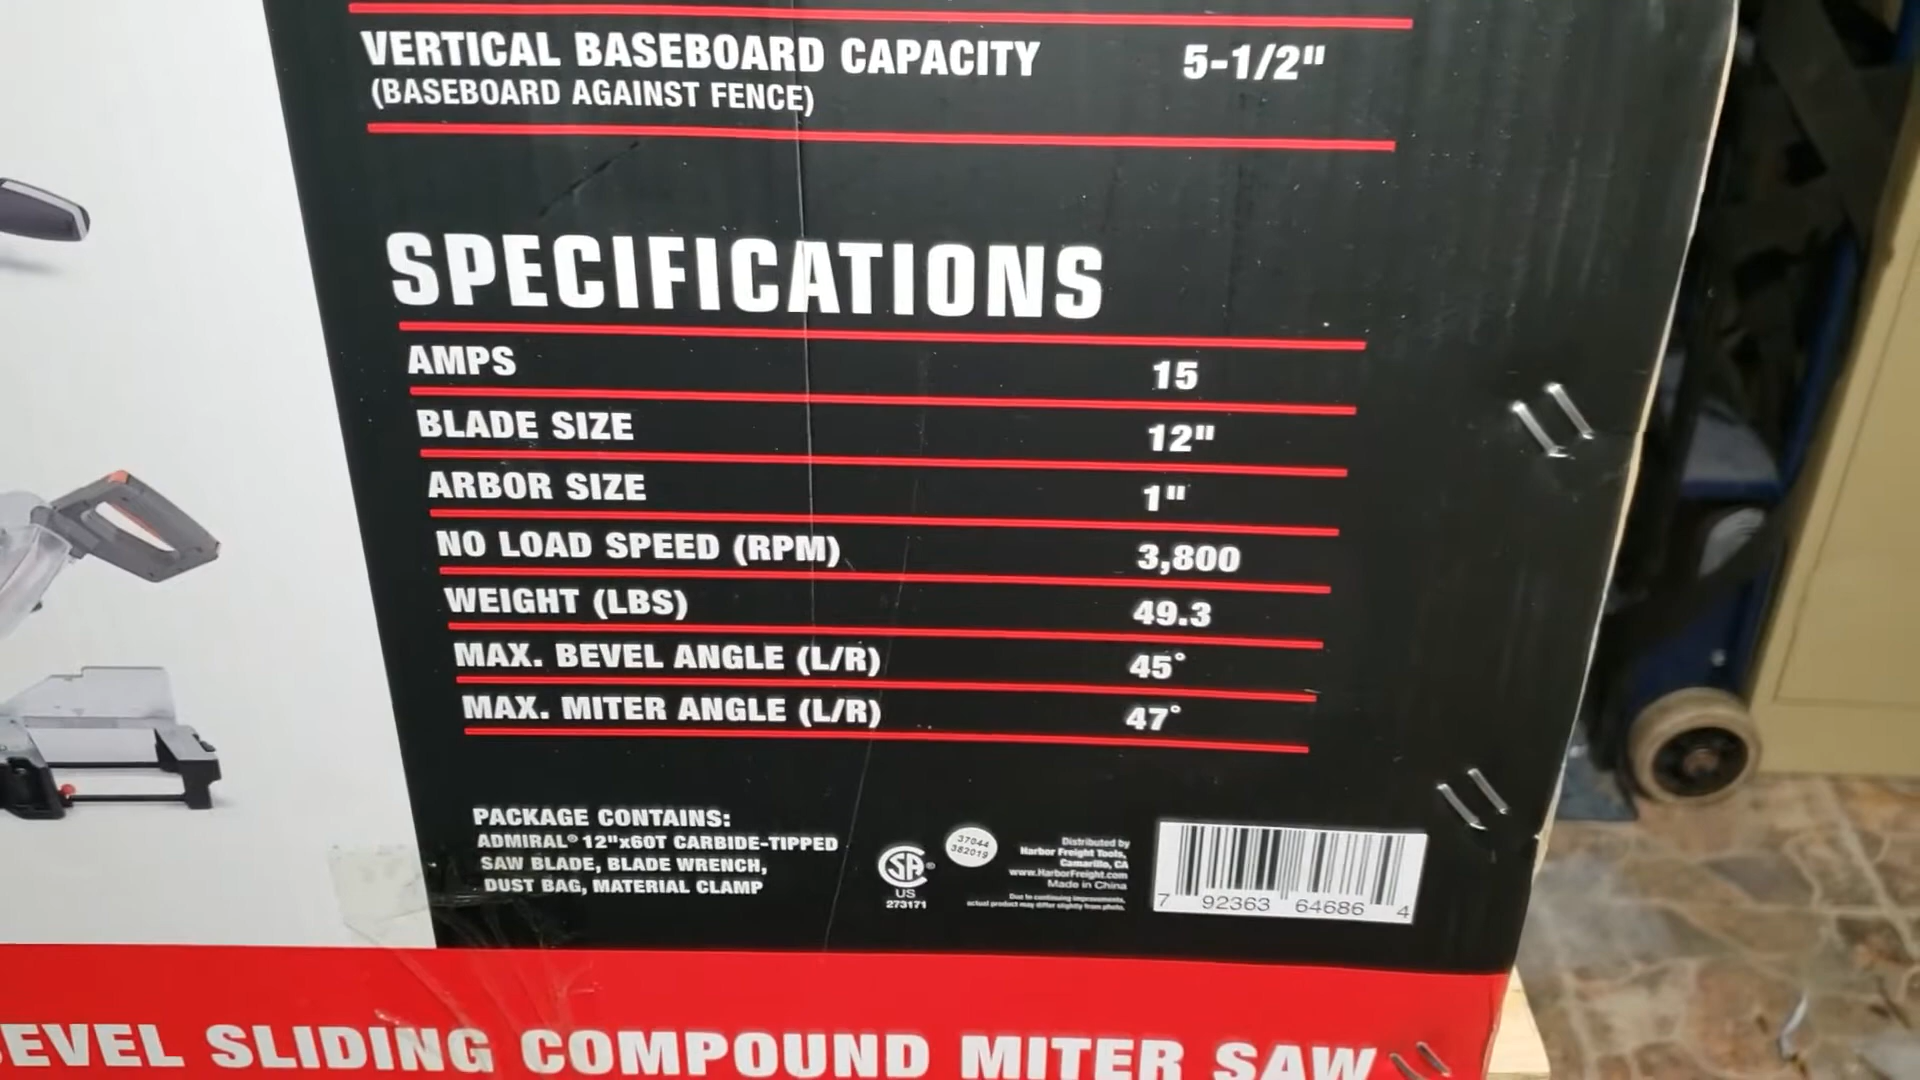 VERTICAL BASEBOARD CAPACITY 5-1/2"
(BASEBOARD AGAINST FENCE)
SPECIFICATIONS
AMPS 15
BLADE SIZE 12"
ARBOR SIZE 1"
NO LOAD SPEED (RPM) 3,800
WEIGHT (LBS) 49.3
MAX. BEVEL ANGLE (L/R) 45°
MAX. MITER ANGLE (L/R) 47°
PACKAGE CONTAINS:
ADMIRAL® 12"x60T CARBIDE-TIPPED
SAW BLADE, BLADE WRENCH,
DUST BAG, MATERIAL CLAMP
SA®
US
273171
37044
382019
Distributed by
Harbor Freight Tools,
Camarillo, CA
www.HarborFreight.com
Made in China
Due to continuing improvements,
actual product may differ slightly from photo.
7 92363 64686 4
EVEL SLIDING COMPOUND MITER SAW